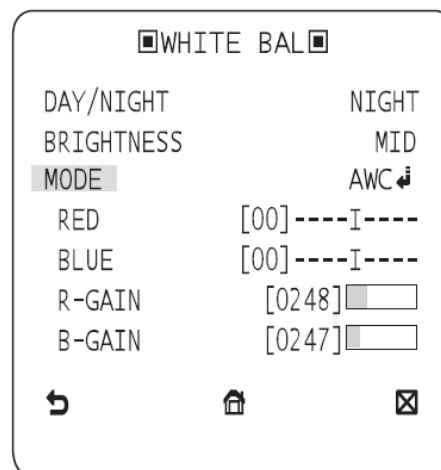 ▣WHITE BAL▣
DAY/NIGHT NIGHT
BRIGHTNESS MID
MODE AWC↲
RED [00]----I----
BLUE [00]----I----
R-GAIN [0248]
B-GAIN [0247]